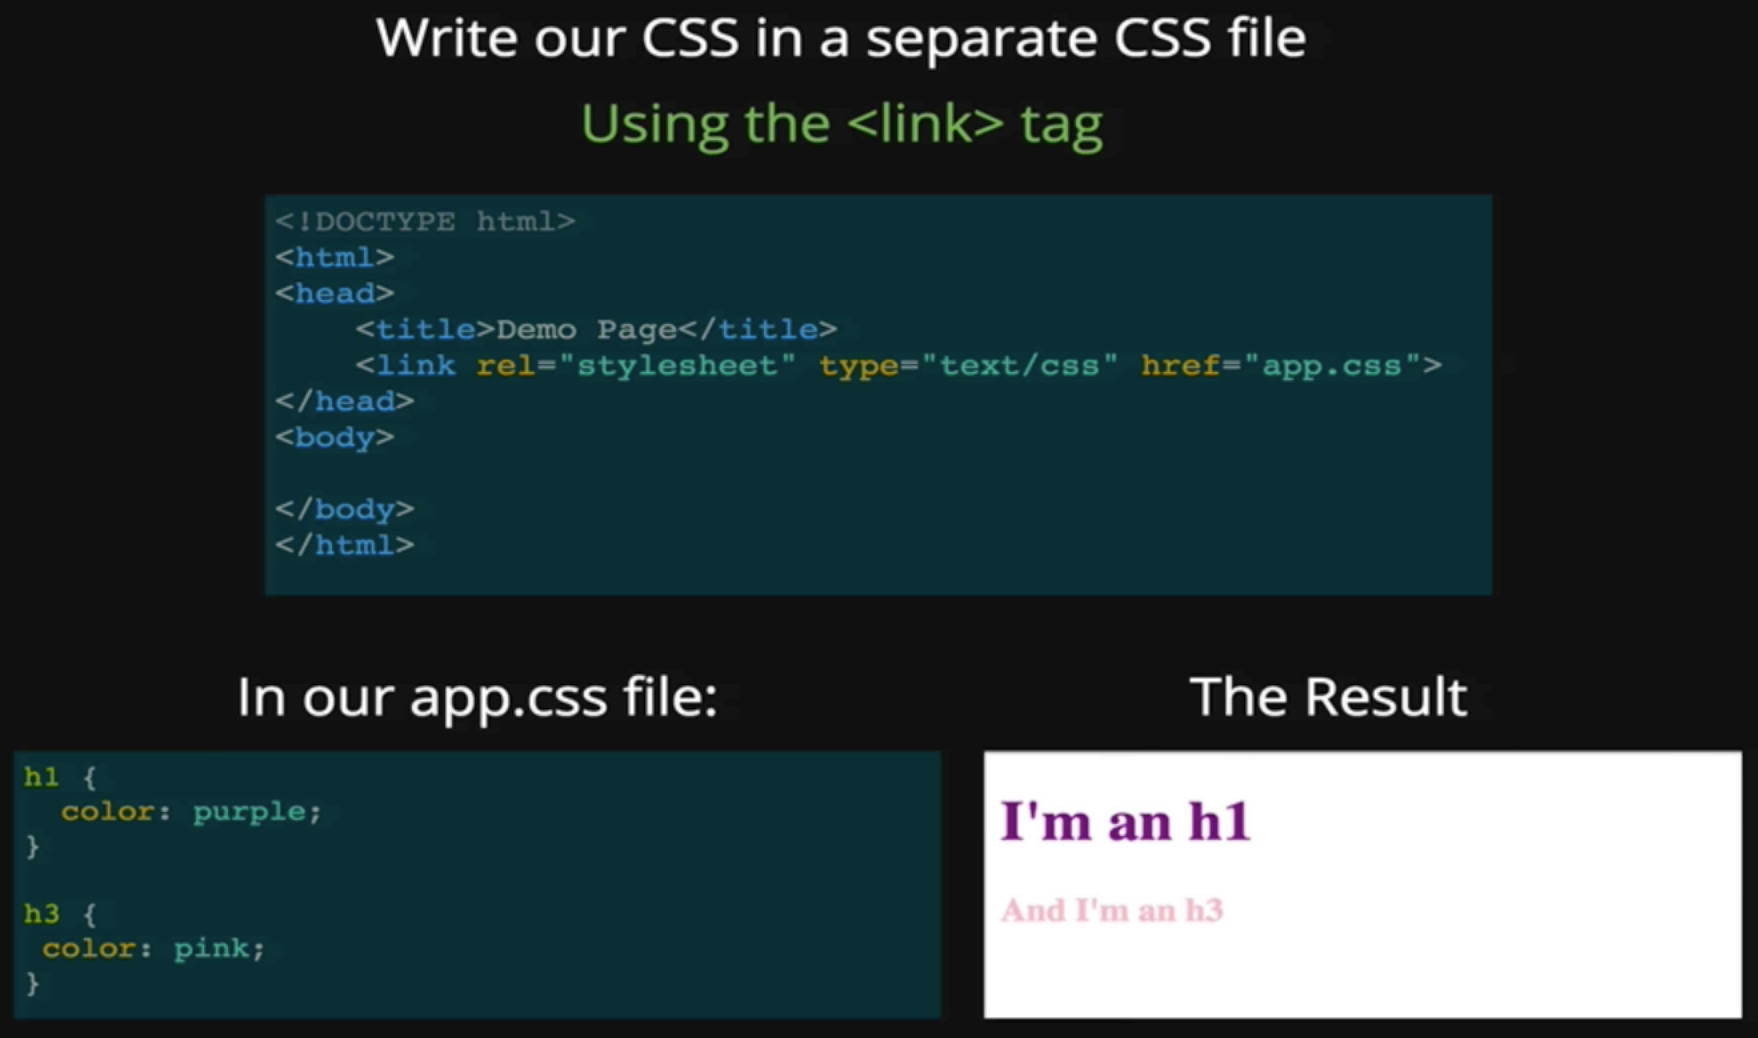 Write our CSS in a separate CSS file
Using the <link> tag
<!DOCTYPE html>
<html>
<head>
    <title>Demo Page</title>
    <link rel="stylesheet" type="text/css" href="app.css">
</head>
<body>

</body>
</html>
In our app.css file:
h1 {
  color: purple;
}

h3 {
 color: pink;
}
The Result
I'm an h1
And I'm an h3